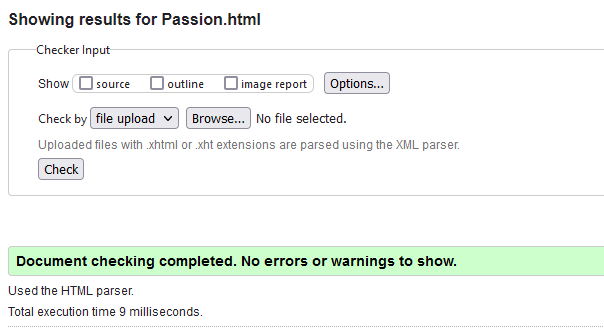 Showing results for Passion.html
Checker Input
Show source outline image report Options...
Check by file upload Browse... No file selected.
Uploaded files with .xhtml or .xht extensions are parsed using the XML parser.
Check
Document checking completed. No errors or warnings to show.
Used the HTML parser.
Total execution time 9 milliseconds.